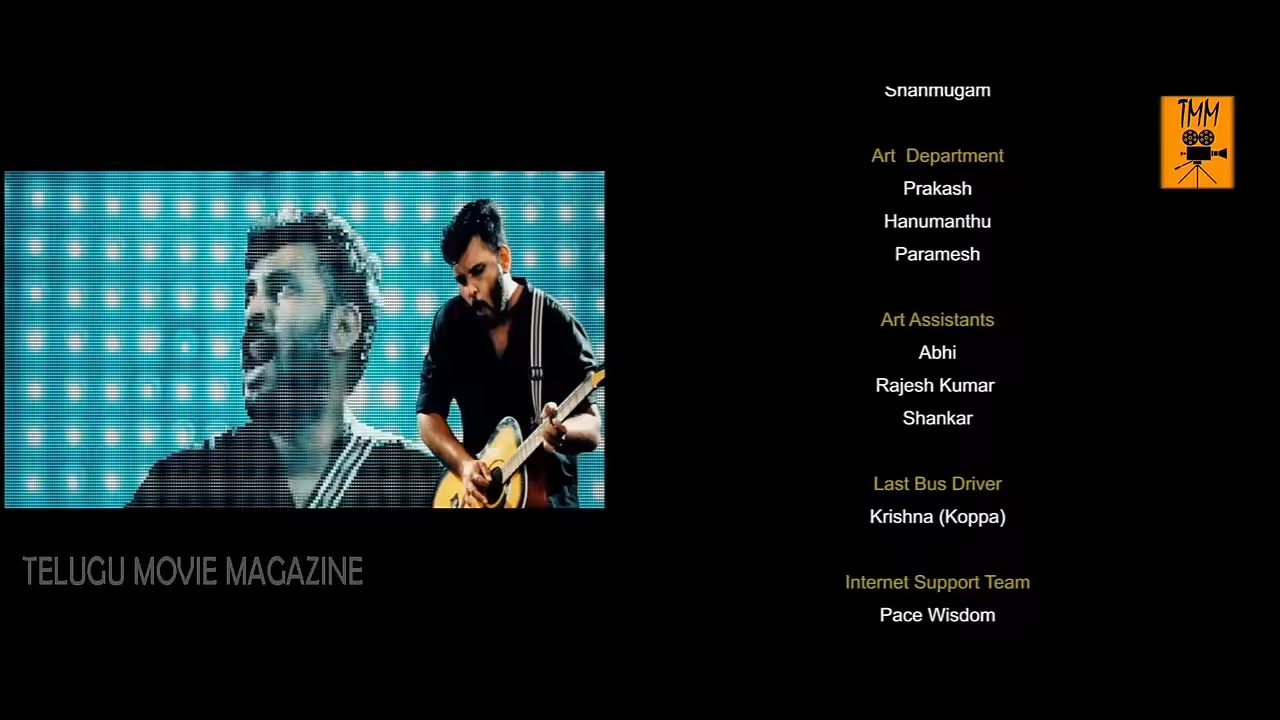 Shanmugam
TMM
Art Department
Prakash
Hanumanthu
Paramesh
Art Assistants
Abhi
Rajesh Kumar
Shankar
Last Bus Driver
Krishna (Koppa)
Internet Support Team
Pace Wisdom
TELUGU MOVIE MAGAZINE